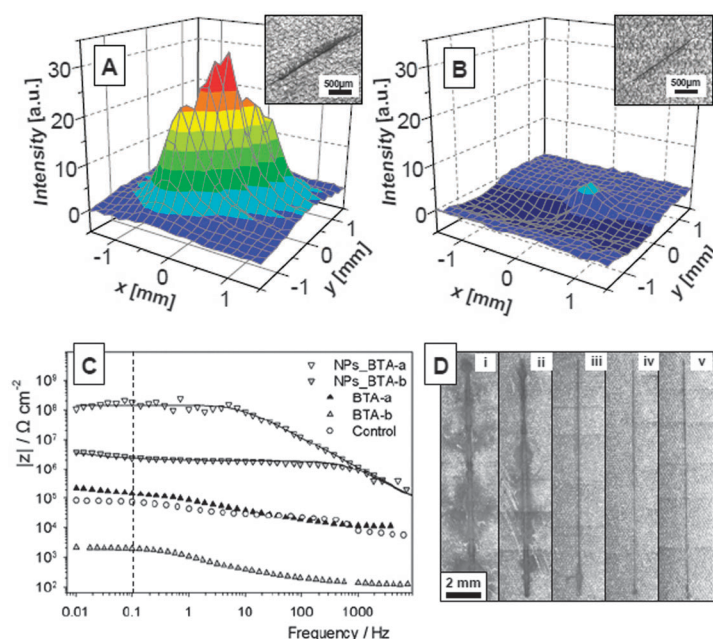 A
30
20
10
0
Intensity [a.u.]
-1
0
1
x [mm]
-1
0
1
y [mm]
500µm
B
30
20
10
0
Intensity [a.u.]
-1
0
1
x [mm]
-1
0
1
y [mm]
500µm
C
NPs_BTA-a
NPs_BTA-b
BTA-a
BTA-b
Control
10⁹
10⁸
10⁷
10⁶
10⁵
10⁴
10³
10²
|z| / Ω cm⁻²
0.01 0.1 1 10 100 1000
Frequency / Hz
D
i ii iii iv v
2 mm